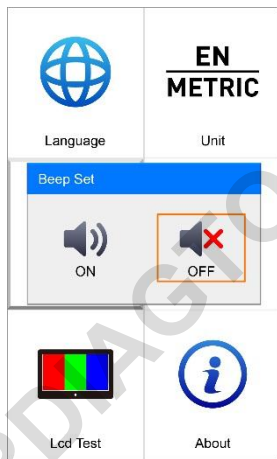 EN
METRIC
Language
Unit
Beep Set
ON
OFF
Lcd Test
About